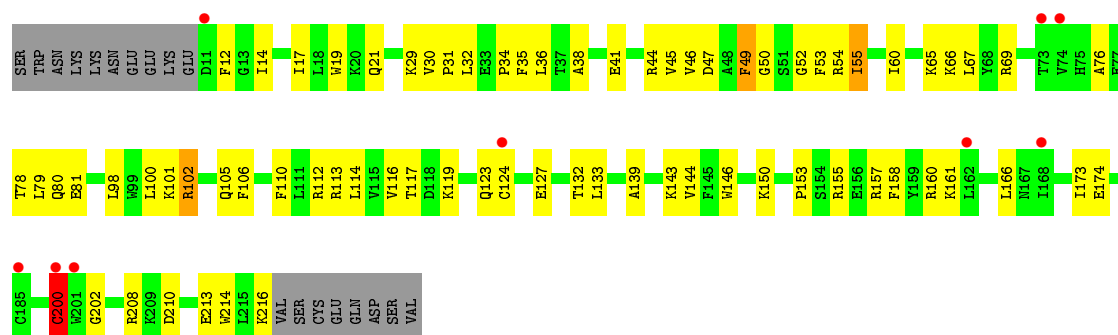 SER TRP ASN LYS LYS ASN GLU GLU LYS GLU D11 F12 G13 I14 I17 L18 W19 K20 Q21 K29 V30 P31 L32 E33 P34 F35 L36 T37 A38 E41 R44 V45 V46 D47 A48 F49 G50 S51 G52 F53 R54 I55 I60 K65 K66 L67 Y68 R69 T73 V74 H75 A76 E77
T78 L79 Q80 E81 L98 W99 L100 K101 R102 Q105 F106 F110 L111 R112 R113 L114 V115 V116 T117 D118 K119 Q123 C124 E127 T132 L133 A139 K143 V144 F145 W146 K150 P153 S154 R155 E156 R157 F158 Y159 R160 K161 L162 L166 N167 I168 I173 E174
C185 C200 W201 G202 R208 K209 D210 E213 W214 L215 K216 VAL SER CYS GLU GLN ASP SER VAL